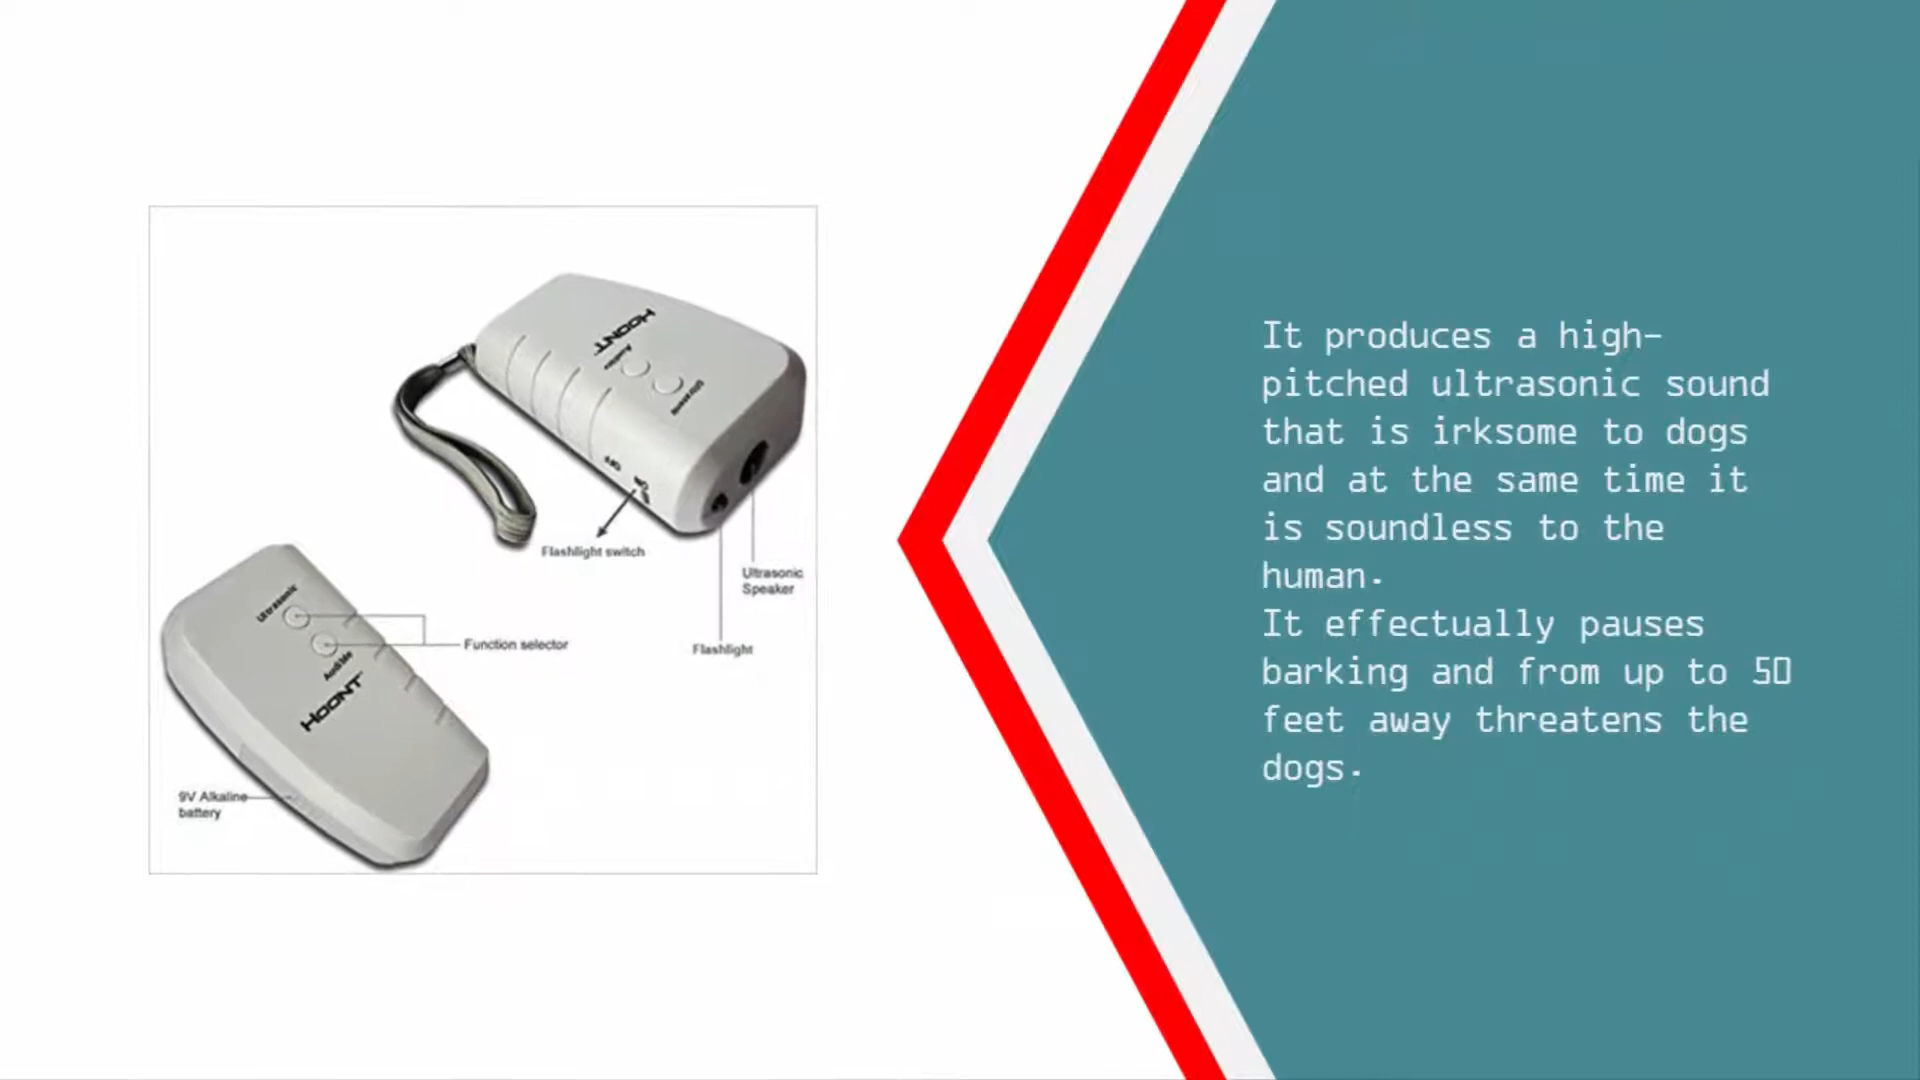 It produces a high-
pitched ultrasonic sound
that is irksome to dogs
and at the same time it
is soundless to the
human.
It effectually pauses
barking and from up to 50
feet away threatens the
dogs.
HOONT
Audible
Ultrasonic
Flashlight switch
Ultrasonic
Speaker
Flashlight
Ultrasonic
Audible
HOONT
Function selector
9V Alkaline
battery